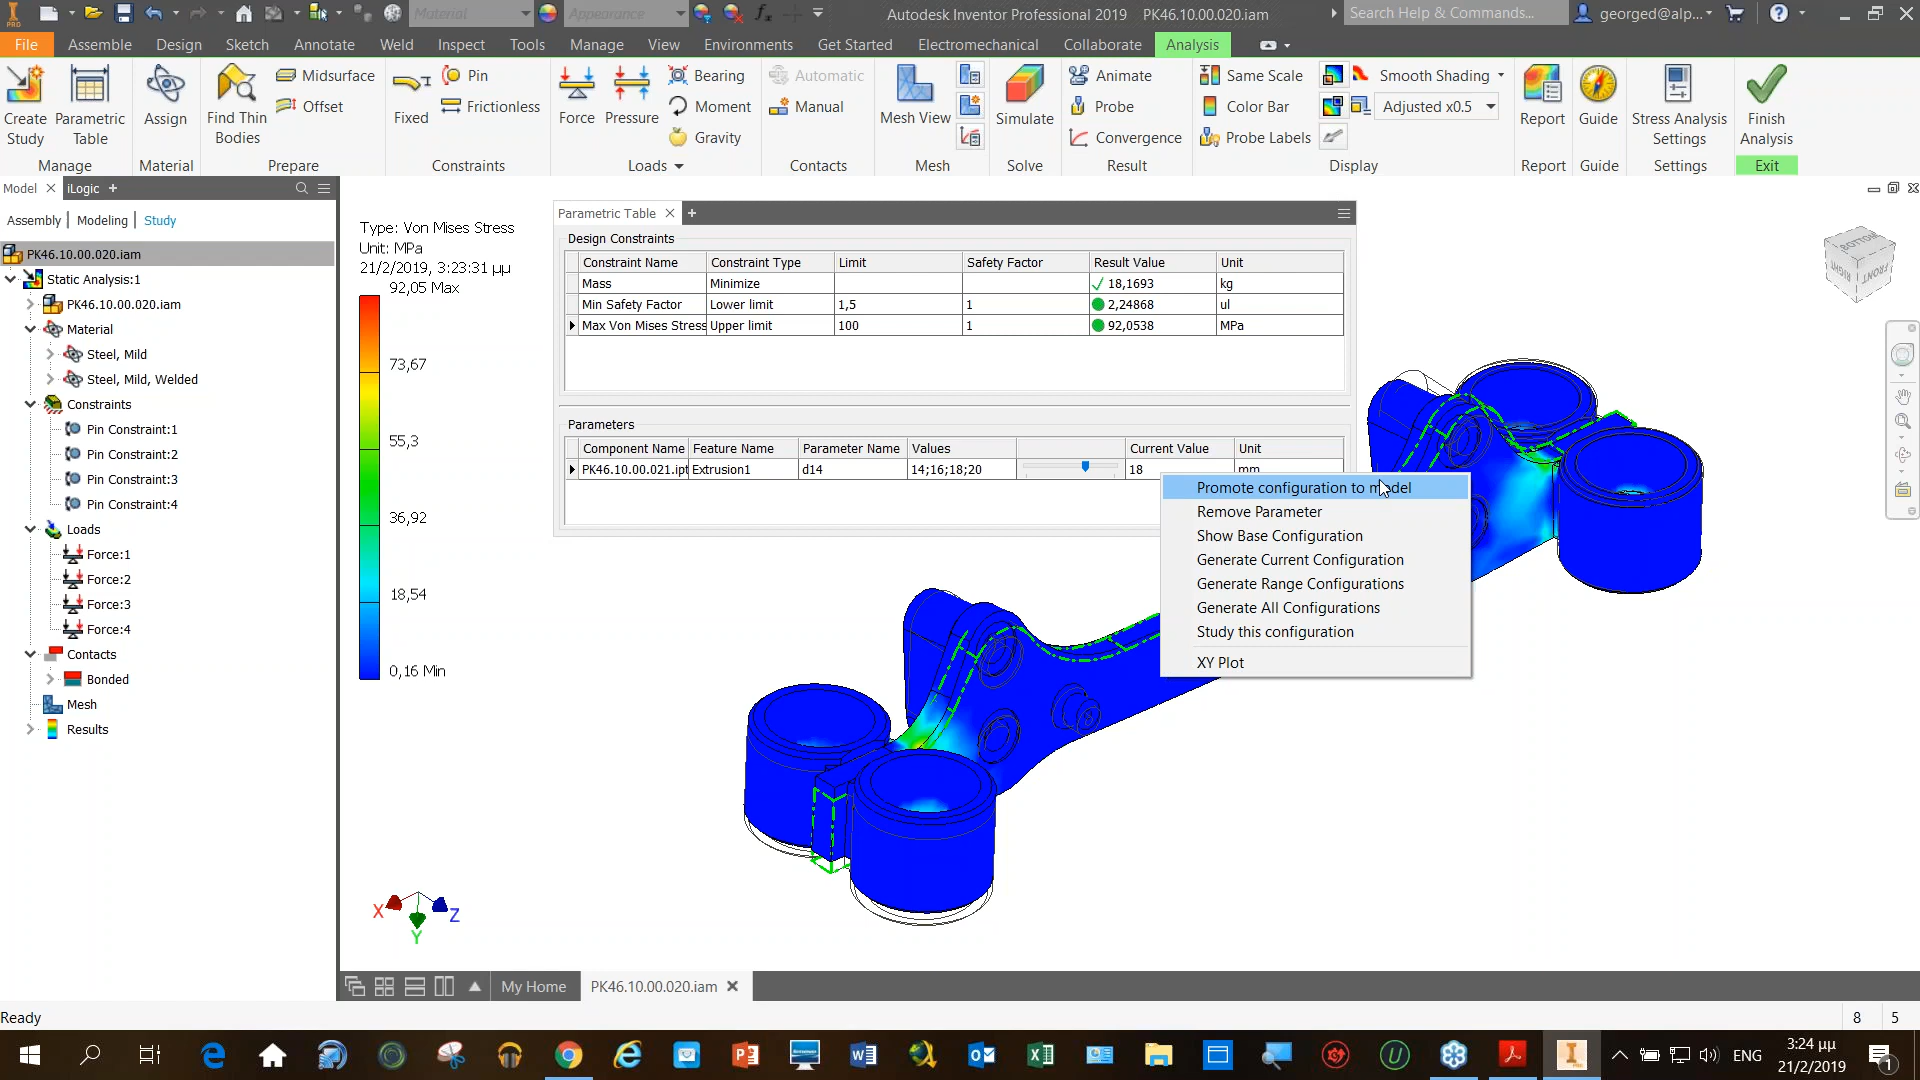 Material
Appearance
Autodesk Inventor Professional 2019 PK46.10.00.020.iam
Search Help & Commands...
georged@alp...
File Assembly Design Sketch Annotate Weld Inspect Tools Manage View Environments Get Started Electromechanical Collaborate Analysis
Create Study
Parametric Table
Manage
Assign
Material
Find Thin Bodies
Midsurface
Offset
Prepare
Fixed
Pin
Frictionless
Constraints
Force
Pressure
Bearing
Moment
Gravity
Loads
Automatic
Manual
Contacts
Mesh View
Mesh
Simulate
Solve
Animate
Probe
Convergence
Result
Same Scale
Color Bar
Probe Labels
Smooth Shading
Adjusted x0.5
Display
Report
Report
Guide
Guide
Stress Analysis Settings
Settings
Finish Analysis
Exit
Model iLogic +
Assembly | Modeling | Study
PK46.10.00.020.iam
Static Analysis:1
PK46.10.00.020.iam
Material
Steel, Mild
Steel, Mild, Welded
Constraints
Pin Constraint:1
Pin Constraint:2
Pin Constraint:3
Pin Constraint:4
Loads
Force:1
Force:2
Force:3
Force:4
Contacts
Bonded
Mesh
Results
Type: Von Mises Stress
Unit: MPa
21/2/2019, 3:23:31 μμ
92,05 Max
73,67
55,3
36,92
18,54
0,16 Min
X
Y
Z
Parametric Table
Design Constraints
Constraint Name Constraint Type Limit Safety Factor Result Value Unit
Mass Minimize 18,1693 kg
Min Safety Factor Lower limit 1,5 1 2,24868 ul
Max Von Mises Stress Upper limit 100 1 92,0538 MPa
Parameters
Component Name Feature Name Parameter Name Values Current Value Unit
PK46.10.00.021.ipt Extrusion1 d14 14;16;18;20 18 mm
Promote configuration to model
Remove Parameter
Show Base Configuration
Generate Current Configuration
Generate Range Configurations
Generate All Configurations
Study this configuration
XY Plot
BOTTOM
RIGHT
FRONT
My Home PK46.10.00.020.iam
Ready
8 5
ENG
3:24 μμ
21/2/2019
1